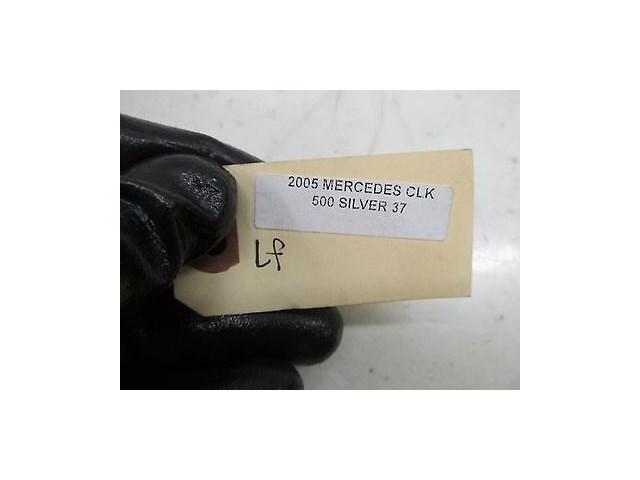 2005 MERCEDES CLK
500 SILVER 37
Lf